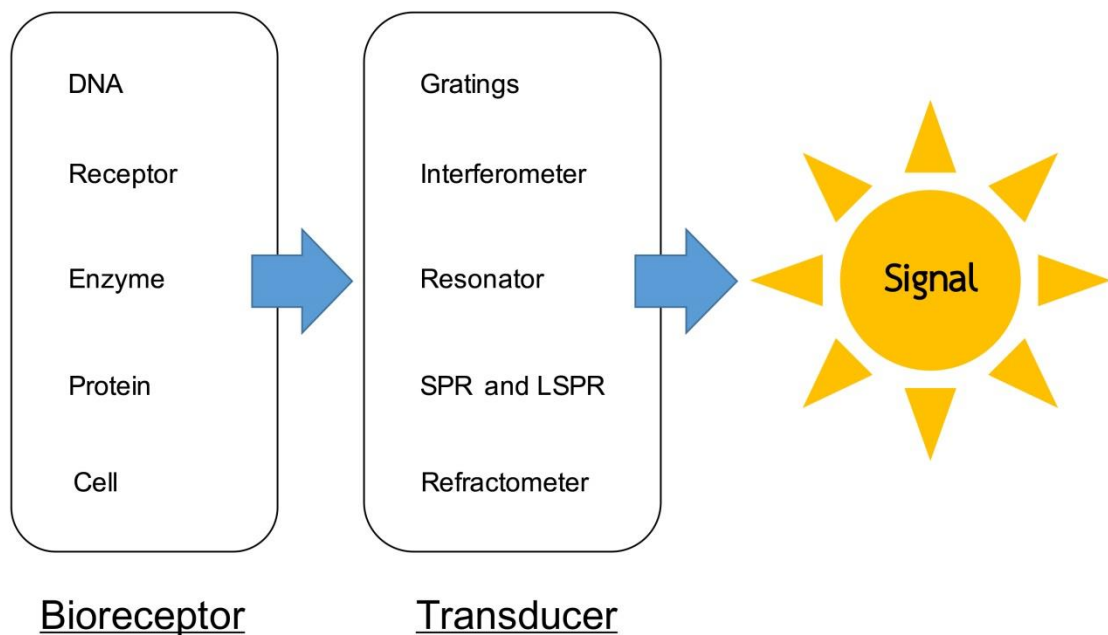 DNA
Receptor
Enzyme
Protein
Cell
Bioreceptor
Gratings
Interferometer
Resonator
SPR and LSPR
Refractometer
Transducer
Signal